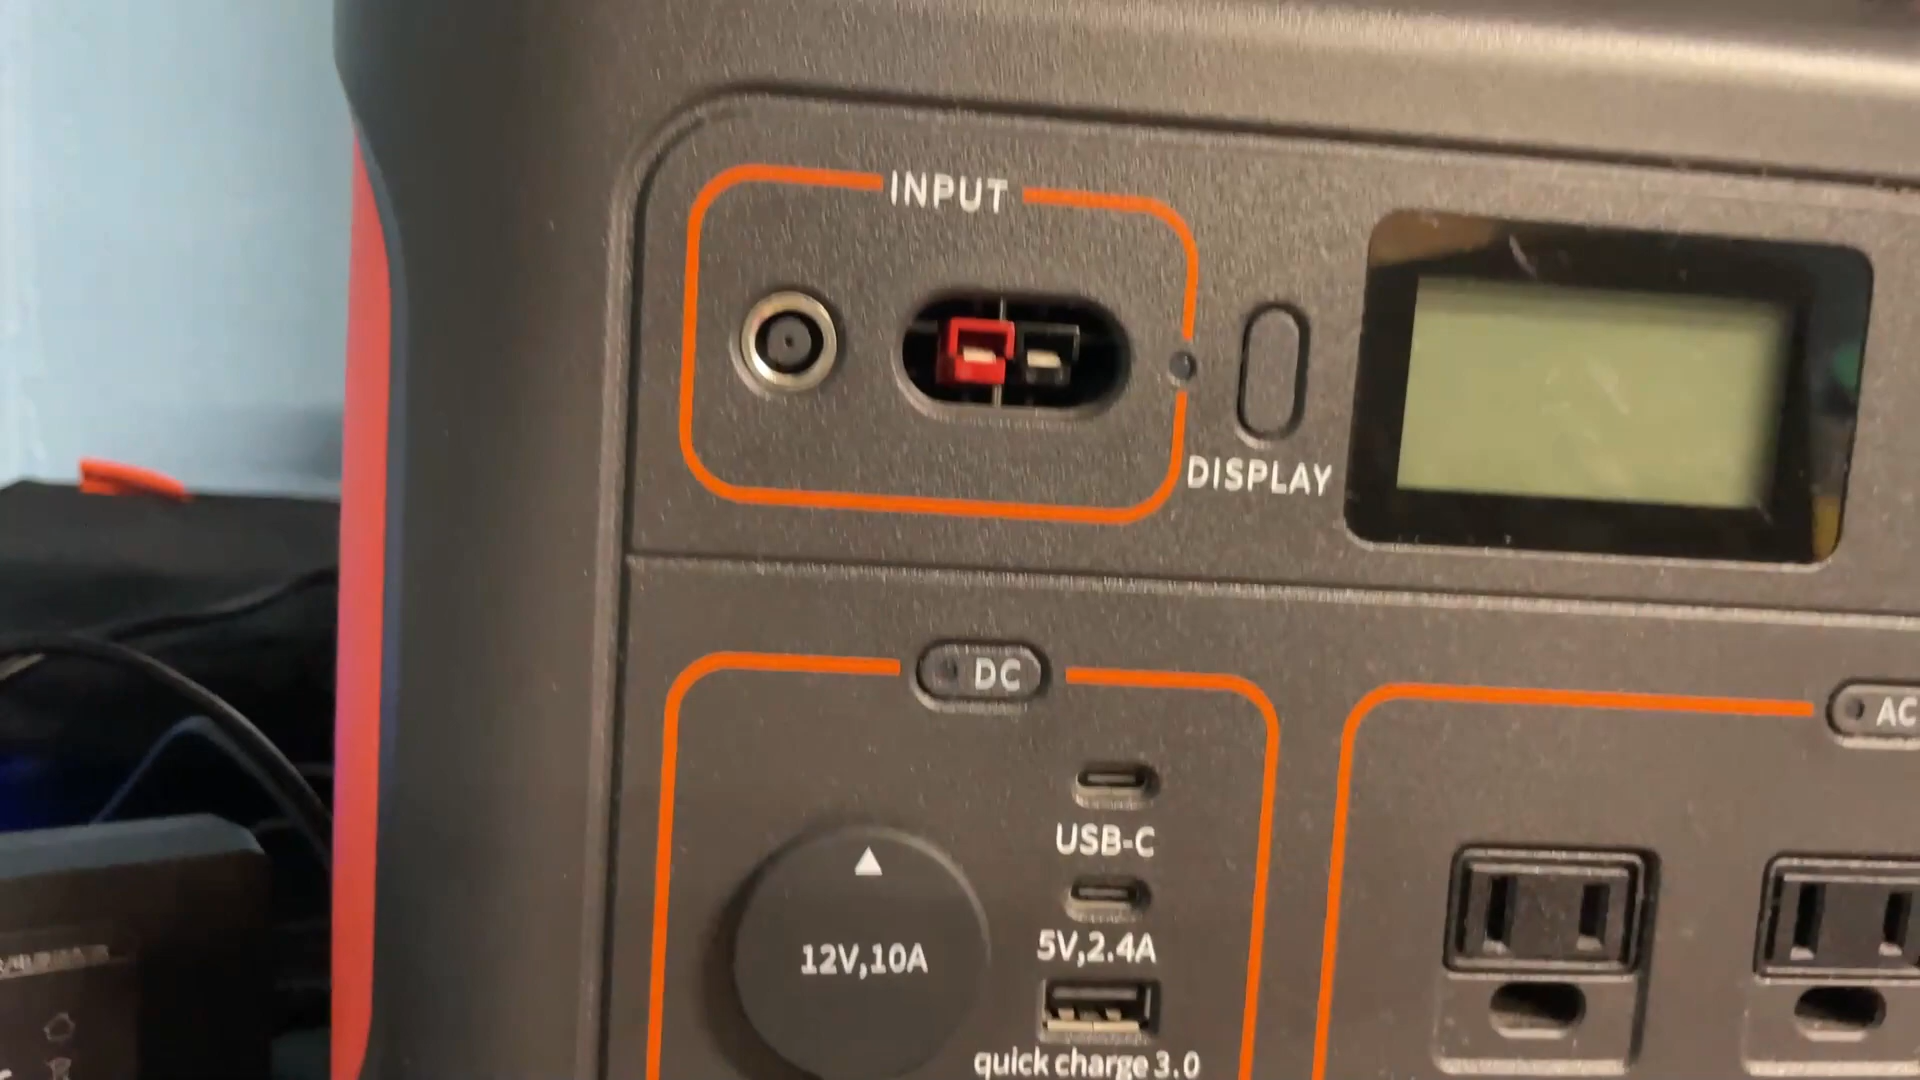 INPUT
DISPLAY
DC
AC
USB-C
12V,10A
5V,2.4A
quick charge 3.0